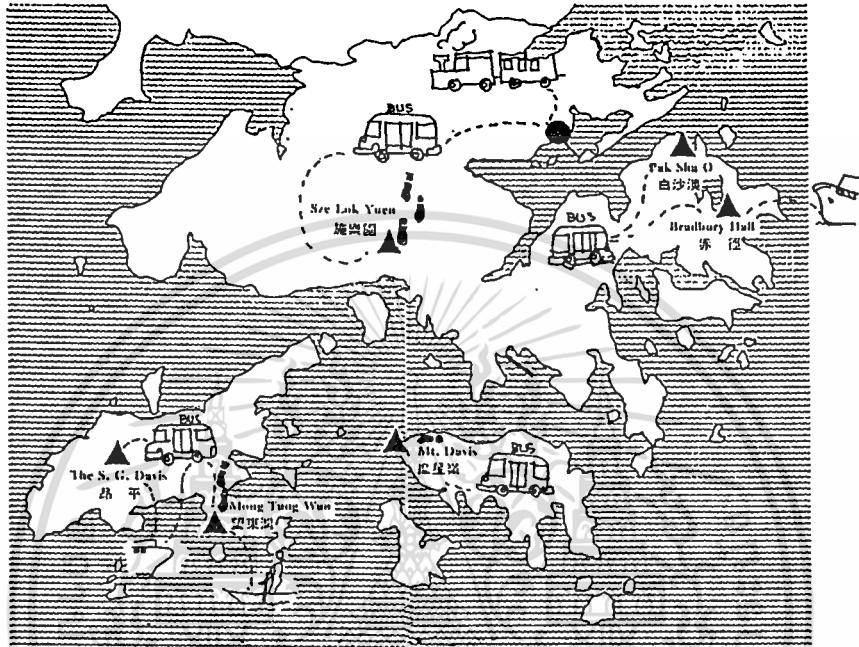 BUS
Pak Sha O
白沙澳
Sze Lok Yuen
施樂園
BUS
Bradbury Hall
赤徑
BUS
The S. G. Davis
昂平
Mt. Davis
摩星嶺
BUS
Mong Tung Wan
望東灣